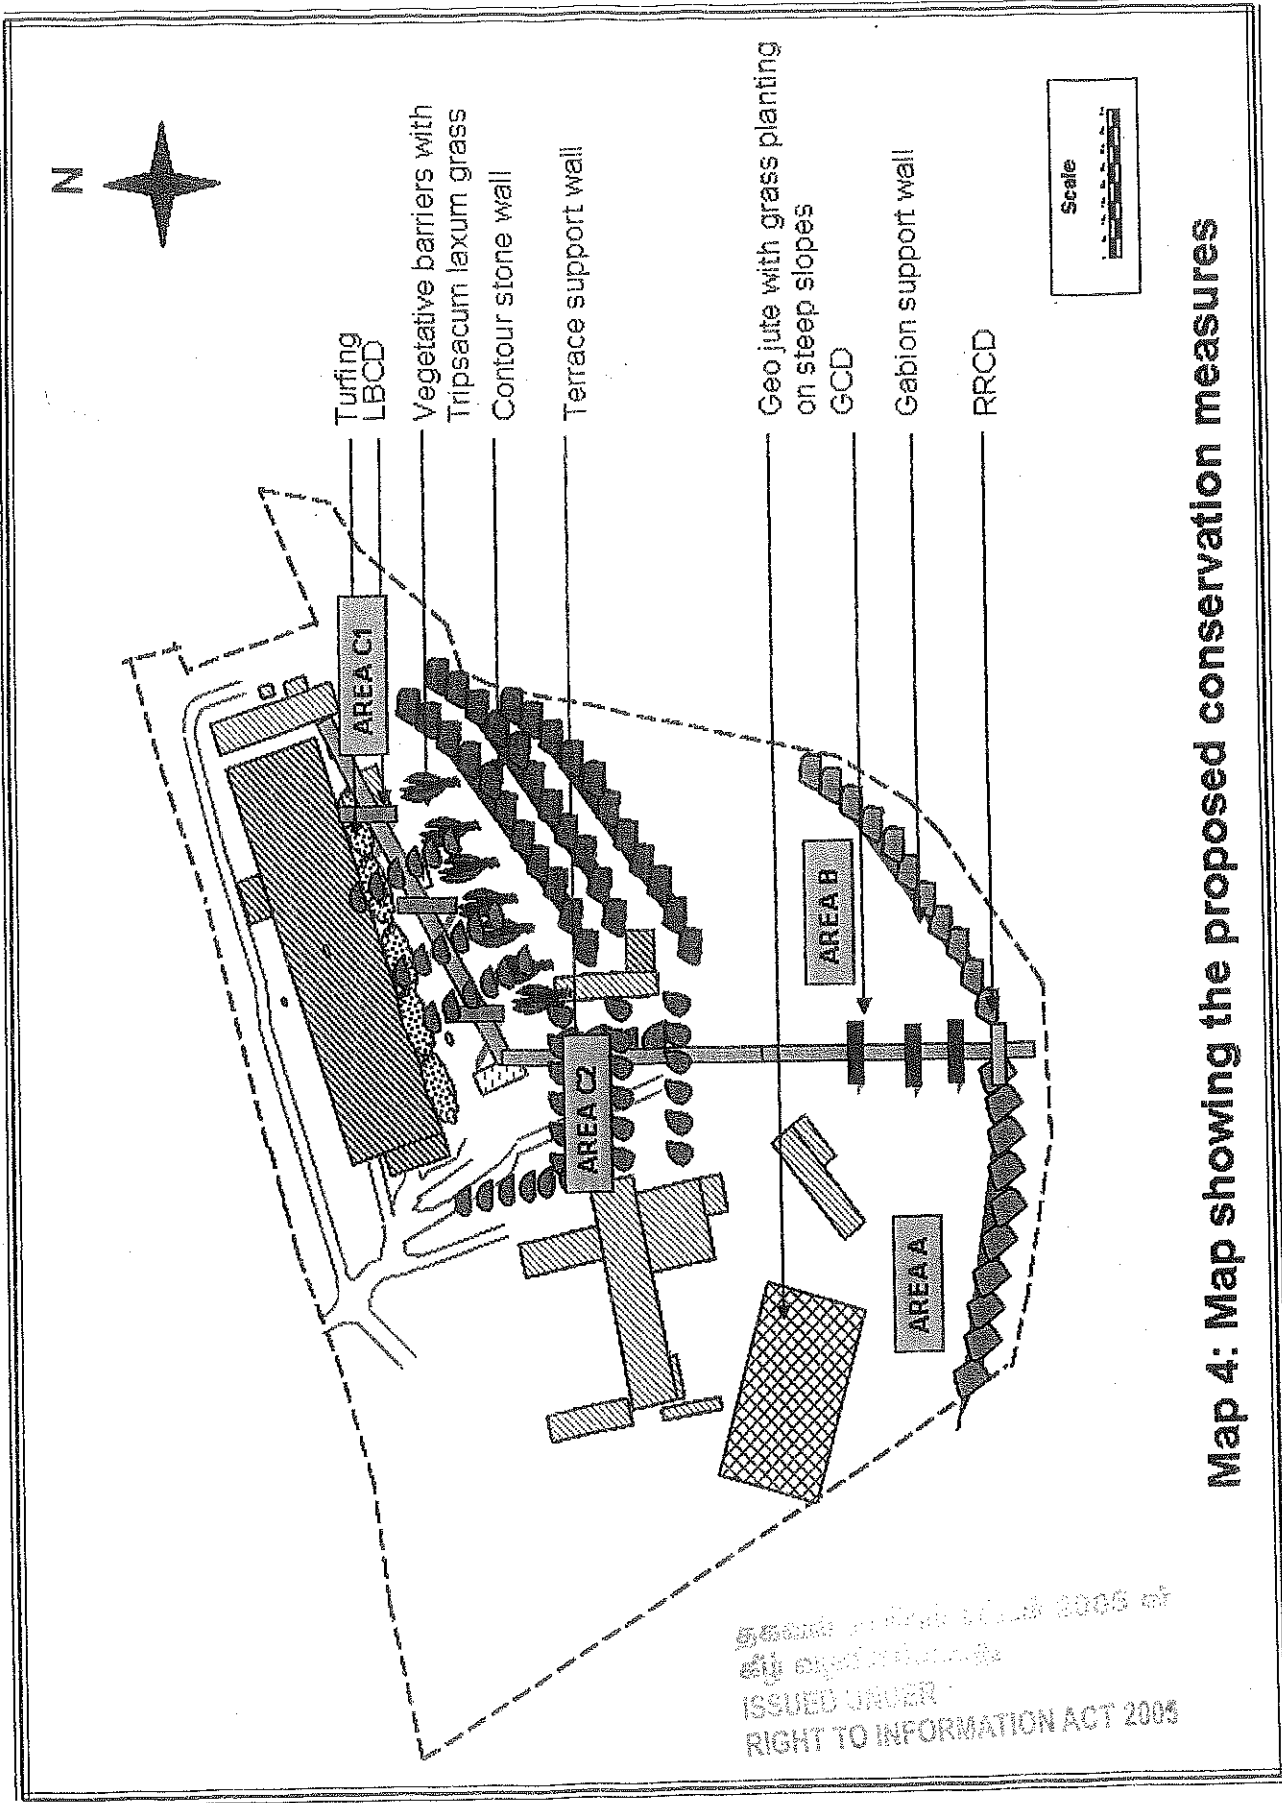 N
Turfing
LBCD
Vegetative barriers with
Tripsacum laxum grass
Contour stone wall
Terrace support wall
Geo jute with grass planting
on steep slopes
GCD
Gabion support wall
RRCD
AREA C1
AREA C2
AREA B
AREA A
Scale
Map 4: Map showing the proposed conservation measures
தகவல் 2005 ன்
கீழ்
ISSUED UNDER
RIGHT TO INFORMATION ACT 2005